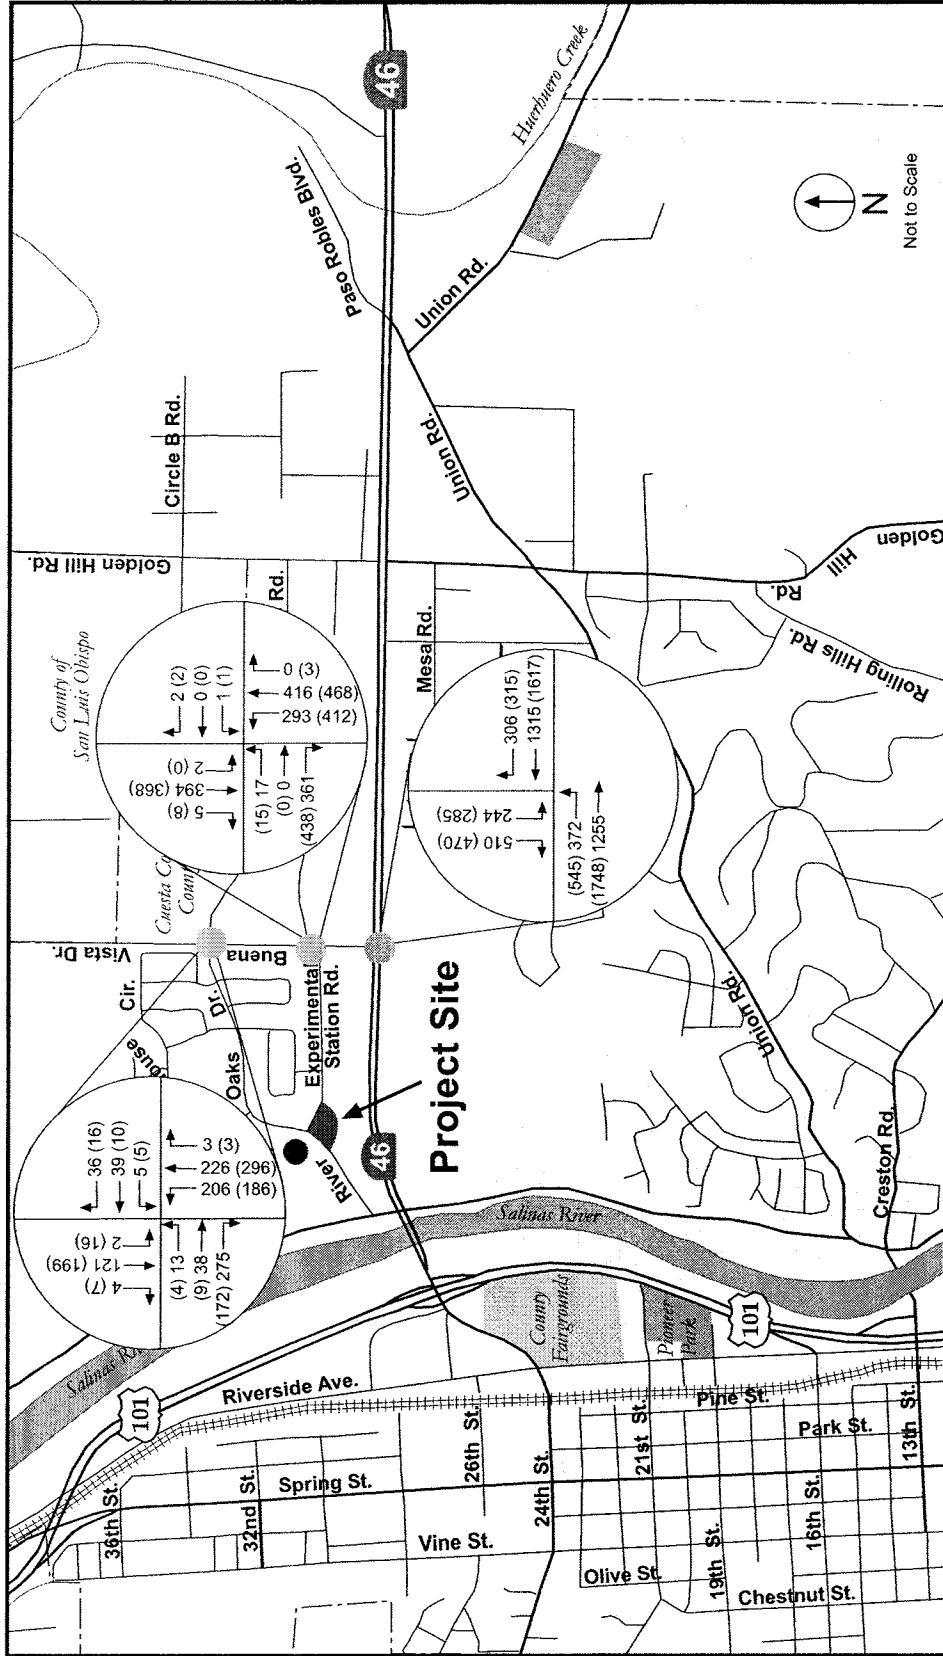 46
Huerhuero Creek
Paso Robles Blvd.
Union Rd.
N
Not to Scale
Circle B Rd.
Union Rd.
Golden Hill Rd.
Rd.
Mesa Rd.
Golden
Hill
Rd.
Rolling Hills Rd.
County of
San Luis Obispo
2 (2)
0 (0)
1 (1)
5 (8)
394 (368)
2 (0)
(15) 17
(0) 0
(438) 361
0 (3)
416 (468)
293 (412)
306 (315)
1315 (1617)
510 (470)
244 (285)
(545) 372
(1748) 1255
Cuesta
Vista Dr.
Buena
Cir.
Dr.
Oaks
Experimental
Station Rd.
River
46
Project Site
Union Rd.
Creston Rd.
36 (16)
39 (10)
5 (5)
4 (7)
121 (199)
2 (16)
(4) 13
(9) 38
(172) 275
3 (3)
226 (296)
206 (186)
Salinas River
Salinas
101
101
County
Fairgrounds
Pioneer
Park
Riverside Ave.
Pine St.
Park St.
13th St.
36th St.
32nd St.
Spring St.
26th St.
24th St.
21st St.
Vine St.
Olive St.
19th St.
16th St.
Chestnut St.